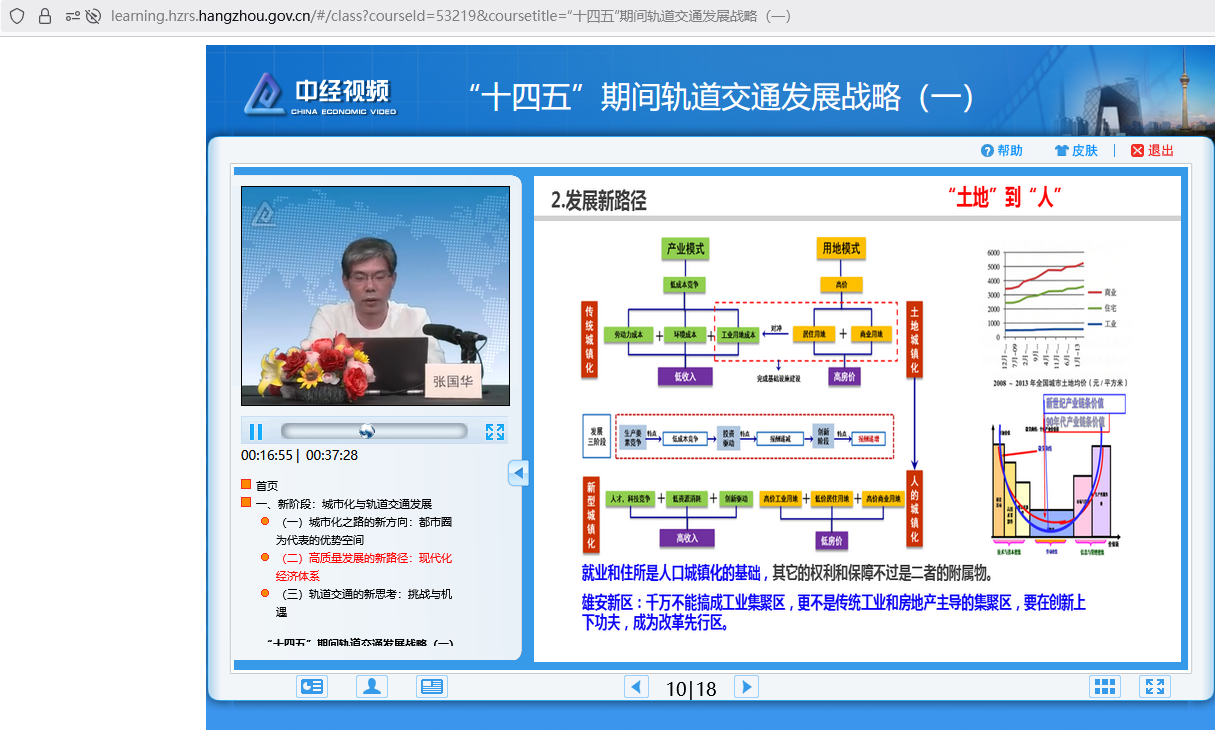 learning.hzrs.hangzhou.gov.cn/#/class?courseId=53219&coursetitle=“十四五”期间轨道交通发展战略（一）
中经视频
CHINA ECONOMIC VIDEO
“十四五”期间轨道交通发展战略（一）
帮助
皮肤
退出
张国华
00:16:55 | 00:37:28
首页
一、新阶段：城市化与轨道交通发展
（一）城市化之路的新方向：都市圈
为代表的优势空间
（二）高质量发展的新路径：现代化
经济体系
（三）轨道交通的新思考：挑战与机
遇
“十四五”期间轨道交通发展战略（一）
2.发展新路径
“土地”到“人”
产业模式
用地模式
低成本竞争
高价
传统城镇化
劳动力成本
+
环境成本
+
工业用地成本
对冲
居住用地
+
商业用地
土地城镇化
低收入
完成基础设施建设
高房价
发展
三阶段
生产要
素竞争
特点
低成本竞争
投资
驱动
特点
报酬递减
创新
阶段
特点
报酬递增
新型城镇化
人才、科技竞争
+
低资源消耗
+
创新驱动
高价工业用地
+
低价居住用地
+
高价商业用地
人的城镇化
高收入
低房价
6000
5000
4000
3000
2000
1000
0
商业
住宅
工业
12月…
7月-09
2月…
9月…
4月…
11月…
6月…
1月-13
2008 ~ 2013 年全国城市土地均价（元 / 平方米）
新世纪产业链条价值
90年代产业链条价值
就业和住所是人口城镇化的基础，其它的权利和保障不过是二者的附属物。
雄安新区：千万不能搞成工业集聚区，更不是传统工业和房地产主导的集聚区，要在创新上
下功夫，成为改革先行区。
10|18